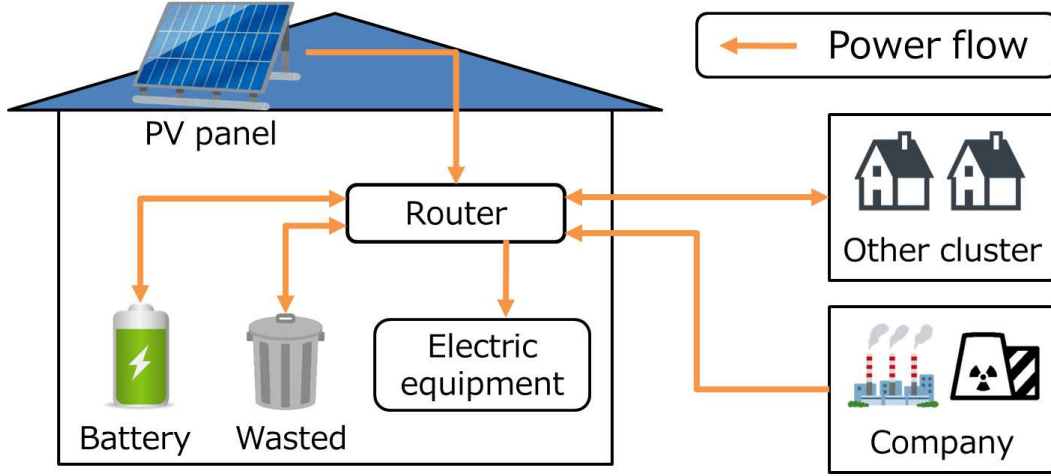 Power flow
PV panel
Router
Other cluster
Electric
equipment
Battery
Wasted
Company